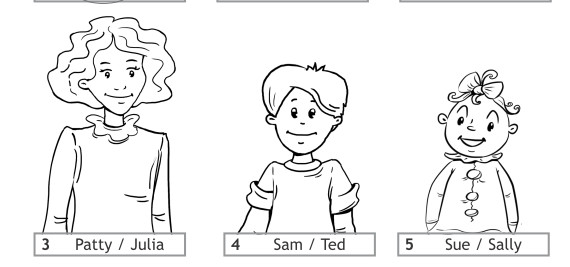 3 Patty / Julia
4 Sam / Ted
5 Sue / Sally